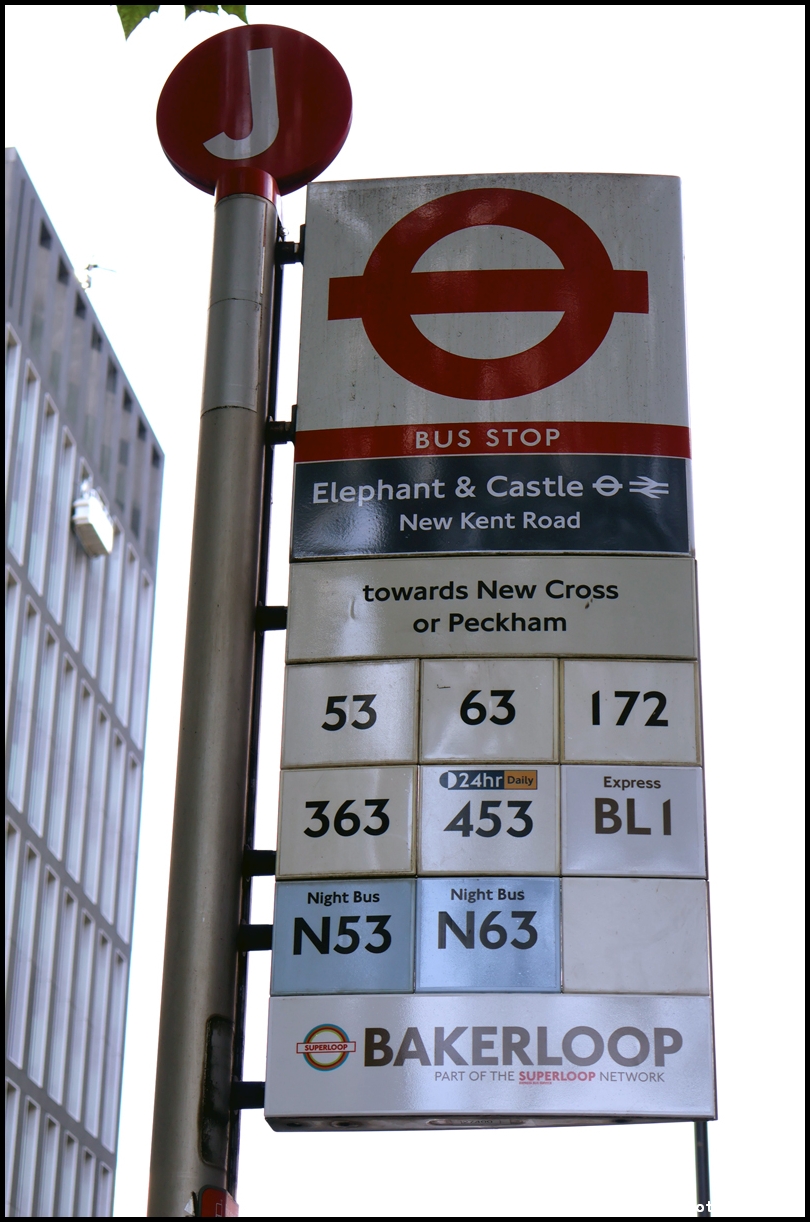 J
BUS STOP
Elephant & Castle
New Kent Road
towards New Cross
or Peckham
53 63 172
24hr Daily
363 453
Express
BL1
Night Bus
N53
Night Bus
N63
SUPERLOOP
BAKERLOOP
PART OF THE SUPERLOOP NETWORK